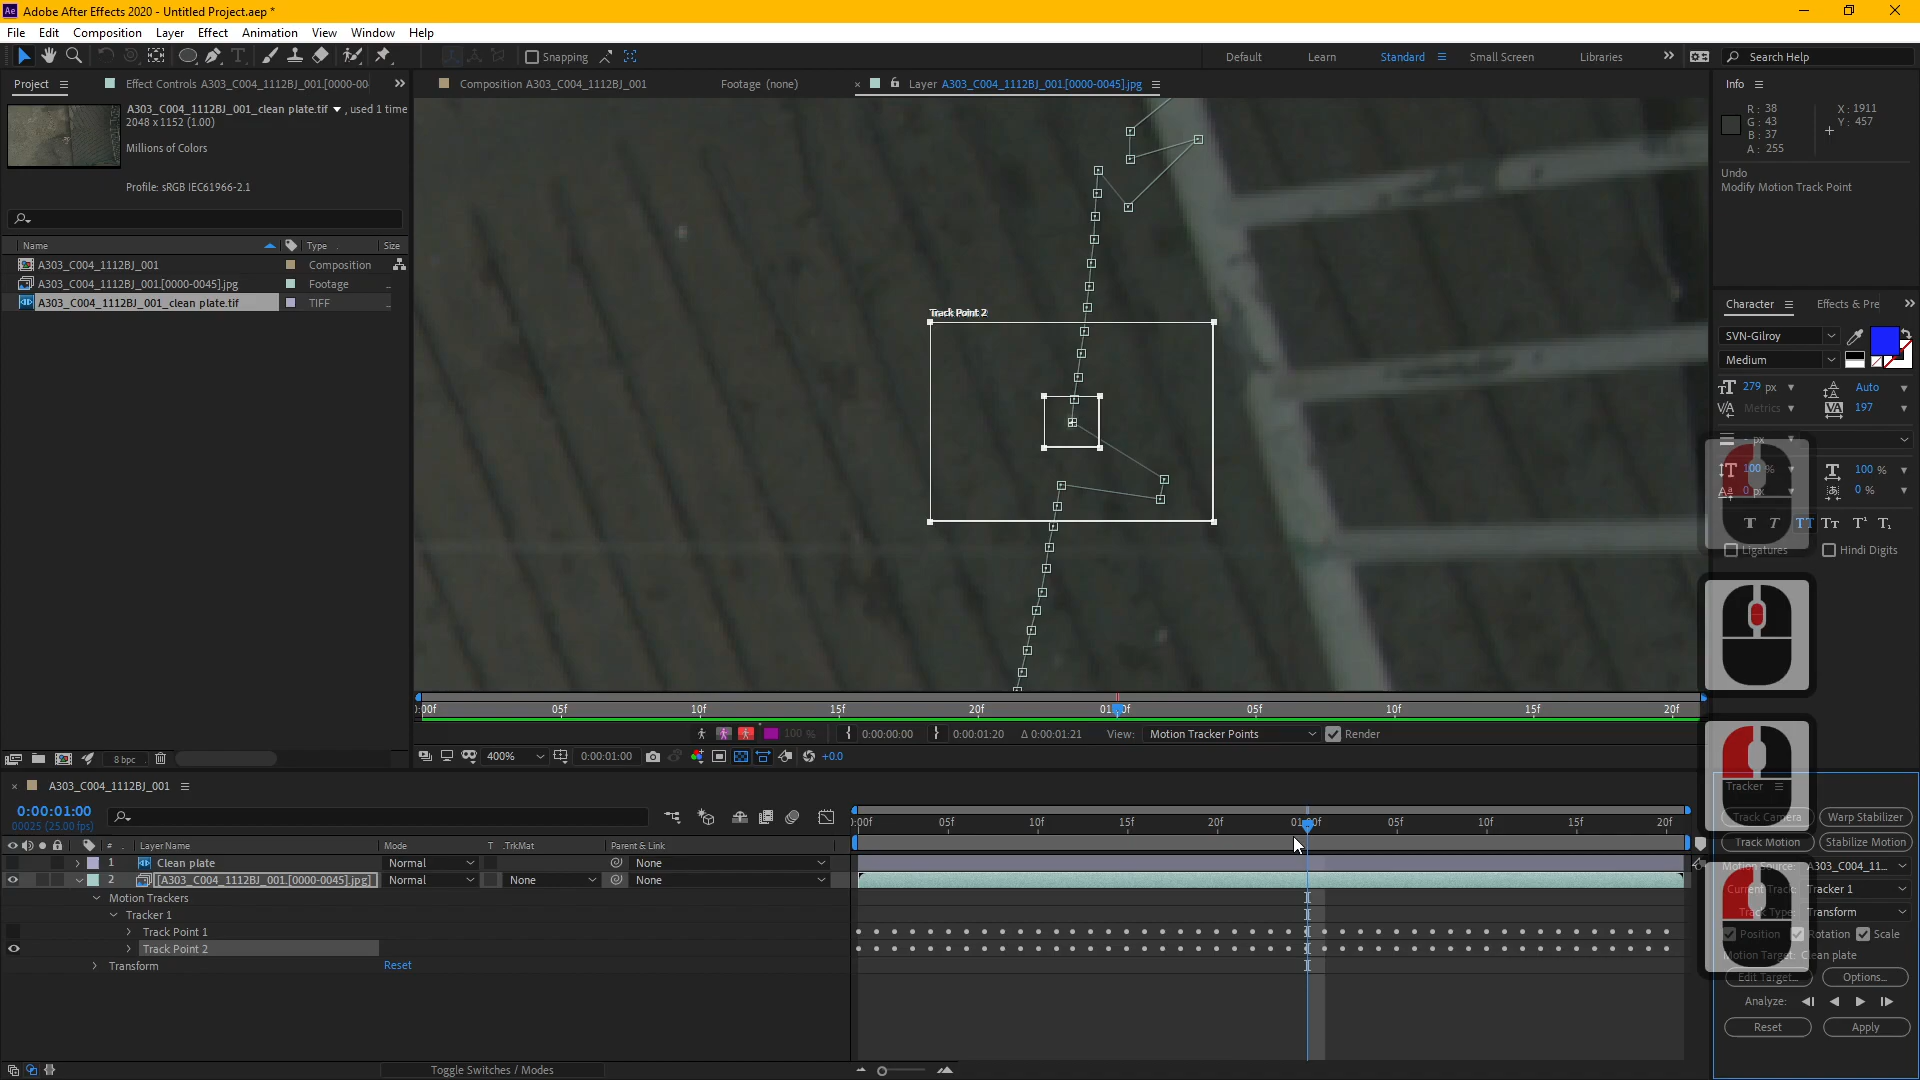 Adobe After Effects 2020 - Untitled Project.aep *
File Edit Composition Layer Effect Animation View Window Help
Snapping
Default Learn Standard Small Screen Libraries
Search Help
Project Effect Controls A303_C004_1112BJ_001.[0000-00
Composition A303_C004_1112BJ_001 Footage (none) Layer A303_C004_1112BJ_001.[0000-0045].jpg
Info
A303_C004_1112BJ_001_clean plate.tif , used 1 time
2048 x 1152 (1.00)
Millions of Colors
Profile: sRGB IEC61966-2.1
R: 38
G: 43
B: 37
A: 255
X: 1911
Y: 457
Undo
Modify Motion Track Point
Name Type Size
A303_C004_1112BJ_001 Composition
A303_C004_1112BJ_001.[0000-0045].jpg Footage
A303_C004_1112BJ_001_clean plate.tif TIFF
Track Point 2
Character Effects & Pre
SVN-Gilroy
Medium
279 px Auto
Metrics 197
- px
100 % 100 %
0 px 0 %
Ligatures Hindi Digits
:00f 05f 10f 15f 20f 01:00f 05f 10f 15f 20f
100 % 0:00:00:00 0:00:01:20 Δ 0:00:01:21 View: Motion Tracker Points Render
8 bpc 400% 0:00:01:00 +0.0
A303_C004_1112BJ_001
0:00:01:00
00025 (25.00 fps)
:00f 05f 10f 15f 20f 01:00f 05f 10f 15f 20f
# Layer Name Mode T .TrkMat Parent & Link
1 Clean plate Normal None
2 [A303_C004_1112BJ_001.[0000-0045].jpg] Normal None None
Motion Trackers
Tracker 1
Track Point 1
Track Point 2
Transform Reset
Toggle Switches / Modes
Tracker
Track Camera Warp Stabilizer
Track Motion Stabilize Motion
Motion Source: A303_C004_11...
Current Track: Tracker 1
Track Type: Transform
Position Rotation Scale
Motion Target: Clean plate
Edit Target... Options...
Analyze:
Reset Apply